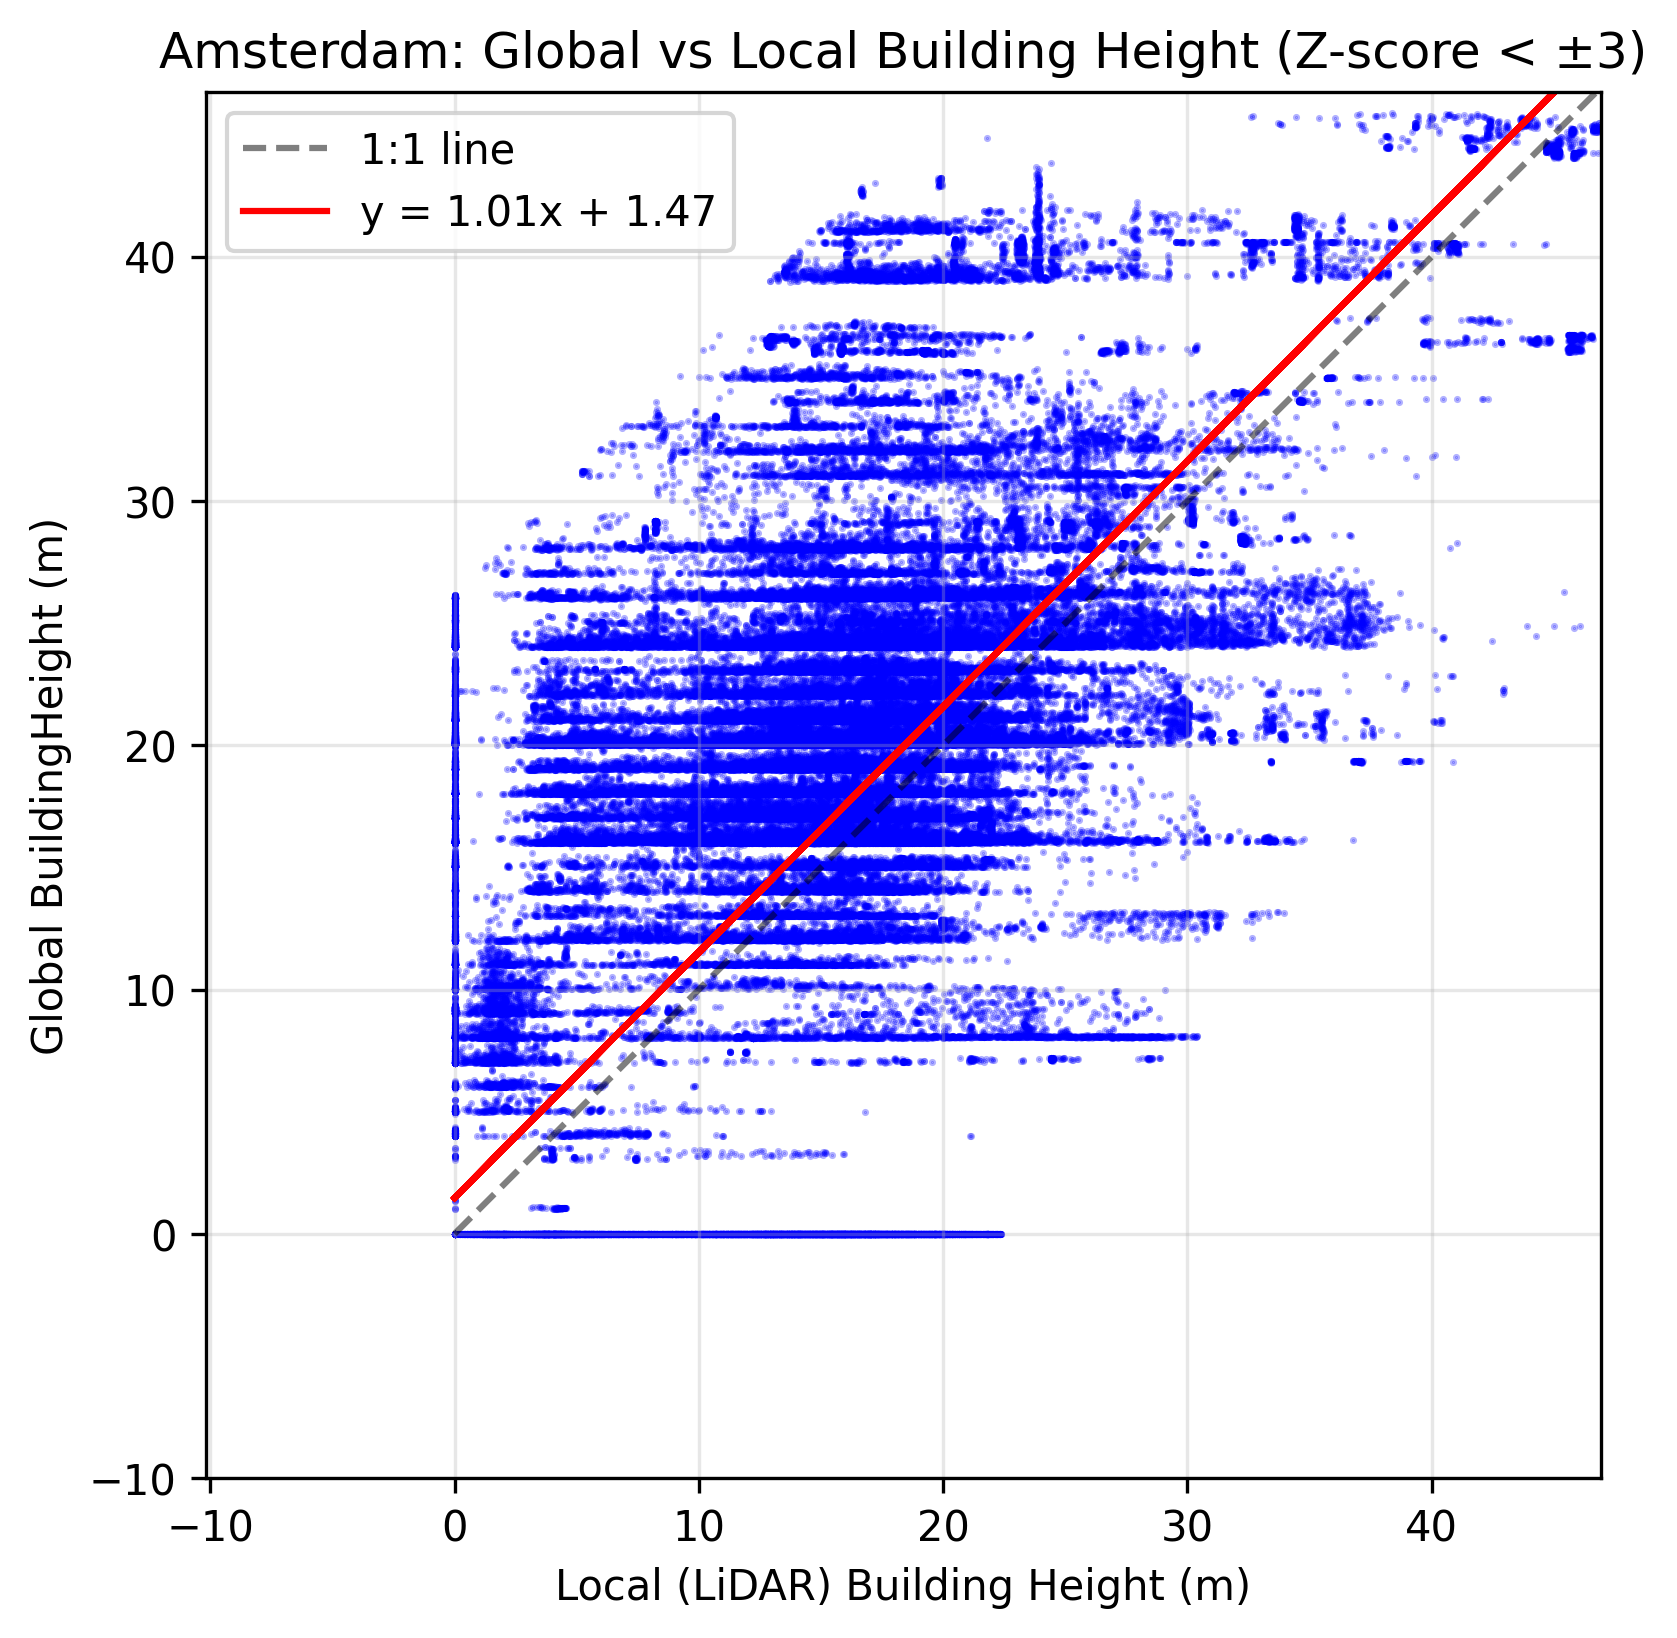 Amsterdam: Global vs Local Building Height (Z-score < ±3)
1:1 line
y = 1.01x + 1.47
Global BuildingHeight (m)
40
30
20
10
0
−10
−10 0 10 20 30 40
Local (LiDAR) Building Height (m)